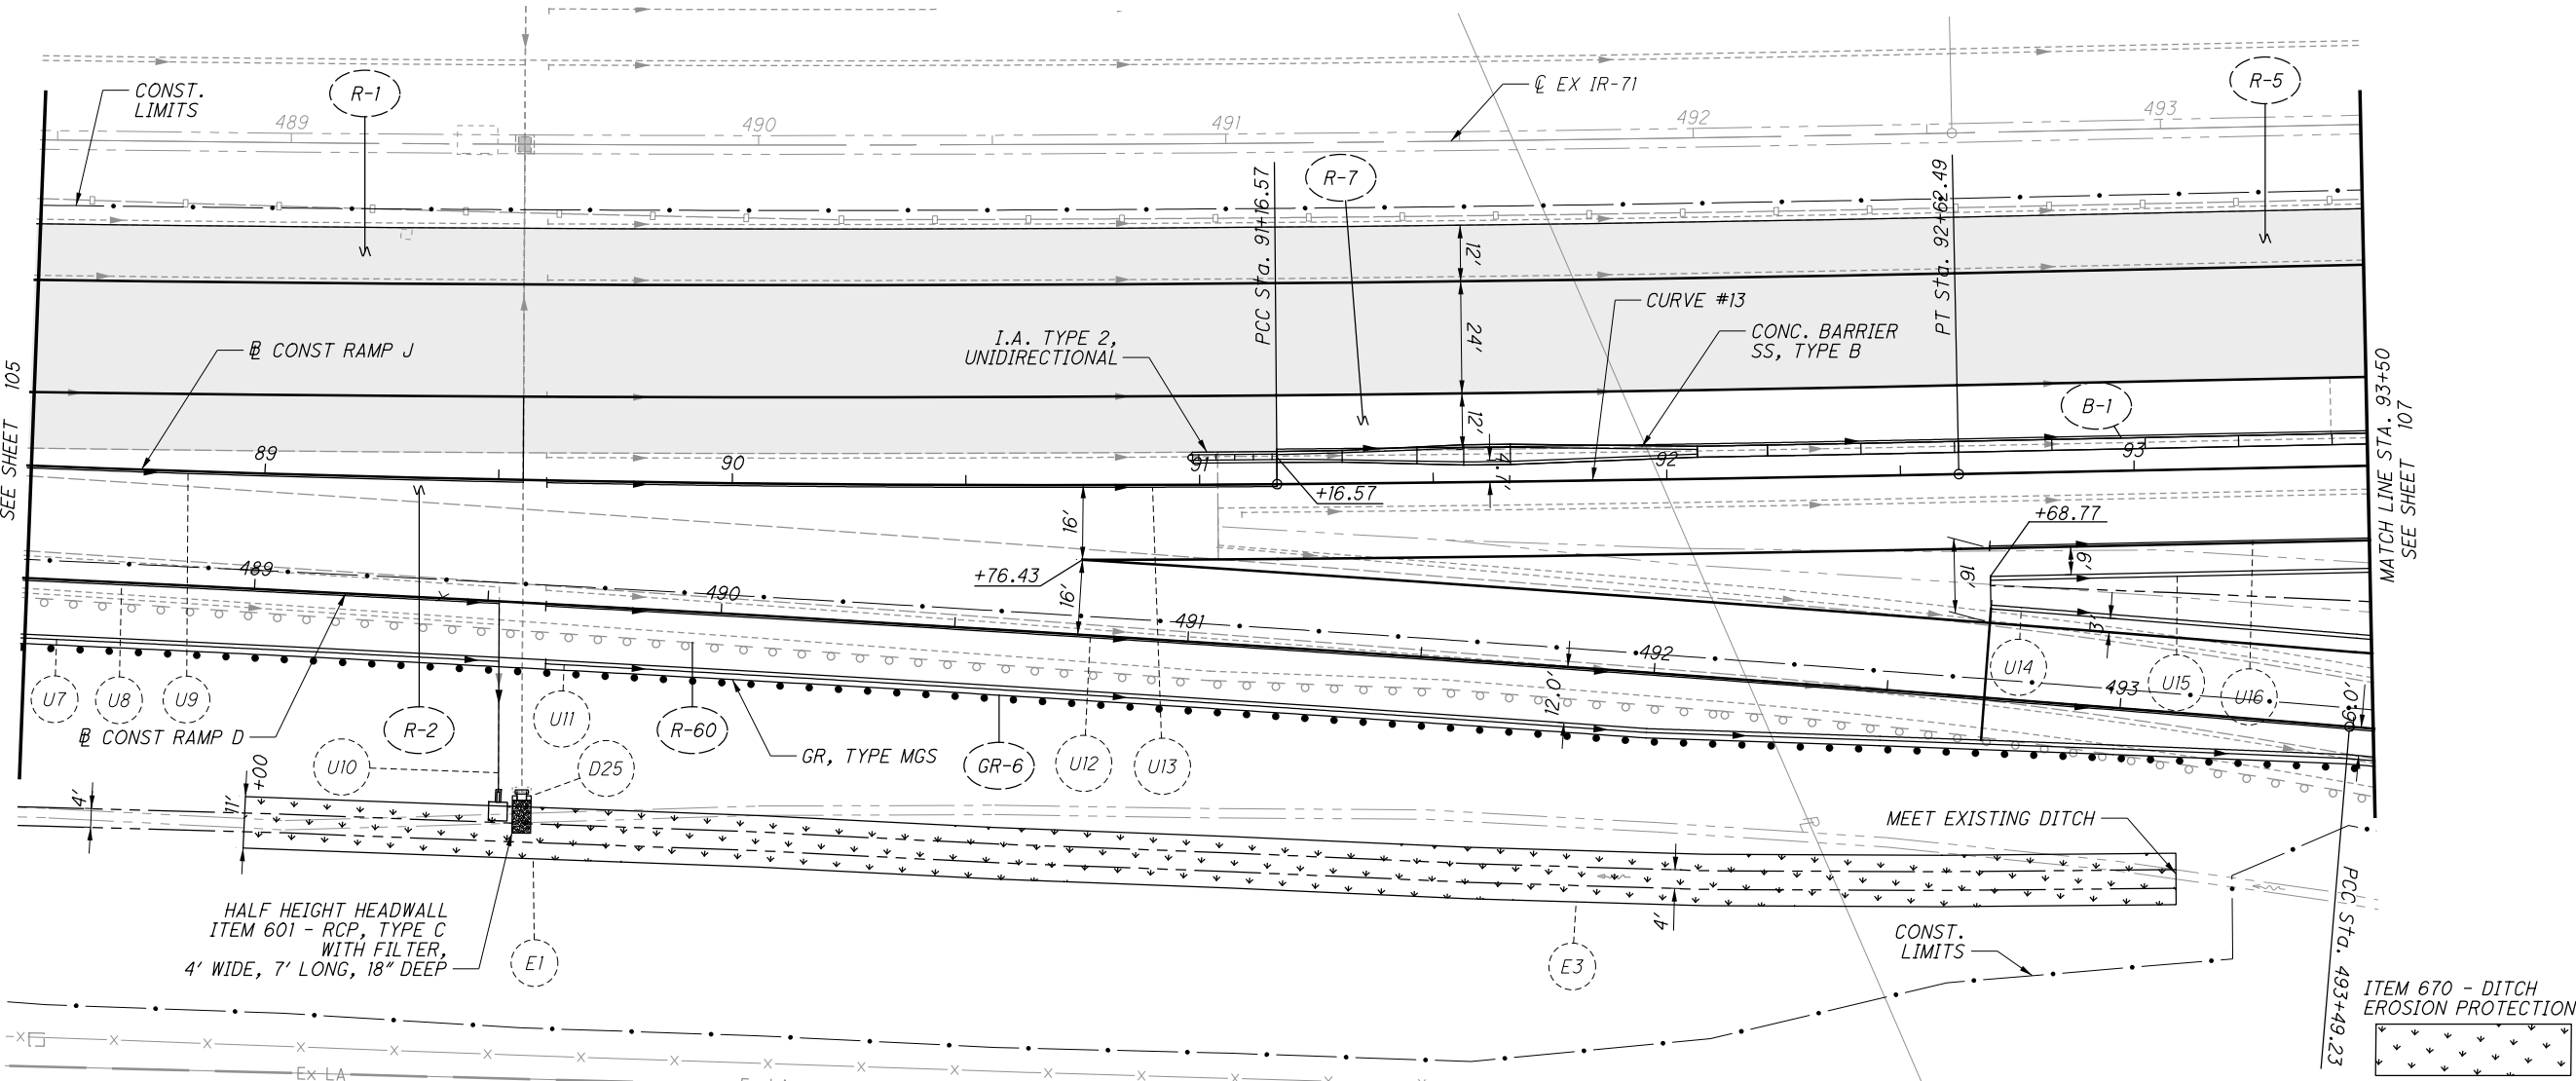 CONST.
LIMITS
R-1
℄ EX IR-71
R-5
489
490
491
492
493
R-7
PCC Sta. 91+16.57
PT Sta. 92+62.49
12'
24'
12'
CURVE #13
CONC. BARRIER
SS, TYPE B
I.A. TYPE 2,
UNIDIRECTIONAL
B-1
SEE SHEET 105
MATCH LINE STA. 93+50
SEE SHEET 107
CONST RAMP J
89
90
91
92
93
4.7'
+16.57
+68.77
16'
16'
+76.43
16'
9'
3'
489
490
491
492
493
12.0'
6.0'
U7
U8
U9
R-2
U11
R-60
U12
U13
U14
U15
U16
CONST RAMP D
U10
D25
GR, TYPE MGS
GR-6
+00
4'
11'
4'
MEET EXISTING DITCH
HALF HEIGHT HEADWALL
ITEM 601 - RCP, TYPE C
WITH FILTER,
4' WIDE, 7' LONG, 18" DEEP
E1
E3
CONST.
LIMITS
PCC Sta. 493+49.23
ITEM 670 - DITCH
EROSION PROTECTION
Ex LA